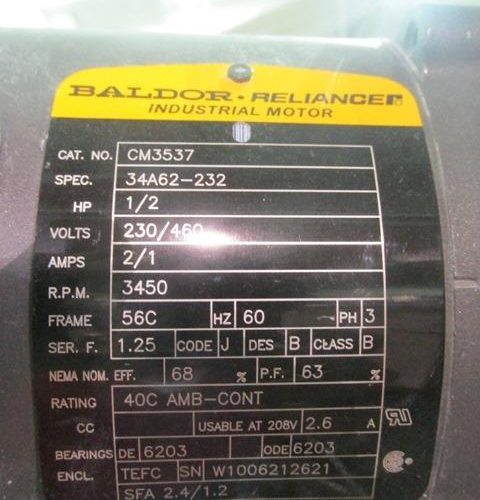 BALDOR • RELIANCE
INDUSTRIAL MOTOR
CAT. NO. CM3537
SPEC. 34A62-232
HP 1/2
VOLTS 230/460
AMPS 2/1
R.P.M. 3450
FRAME 56C HZ 60 PH 3
SER. F. 1.25 CODE J DES B CLASS B
NEMA NOM. EFF. 68 % P.F. 63 %
RATING 40C AMB-CONT
CC USABLE AT 208V 2.6 A
BEARINGS DE 6203 ODE 6203
ENCL. TEFC SN W1006212621
SFA 2.4/1.2